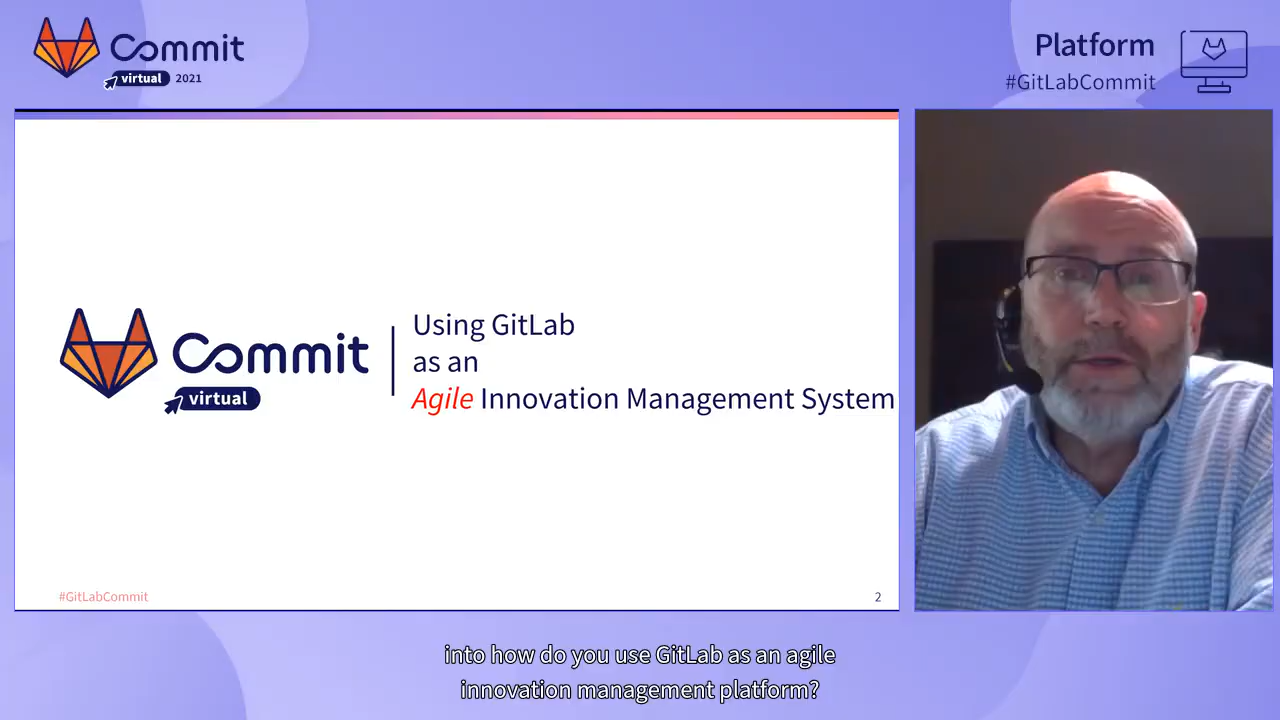 Commit
virtual 2021
Platform
#GitLabCommit
Commit
virtual
Using GitLab
as an
Agile Innovation Management System
#GitLabCommit
2
into how do you use GitLab as an agile
innovation management platform?